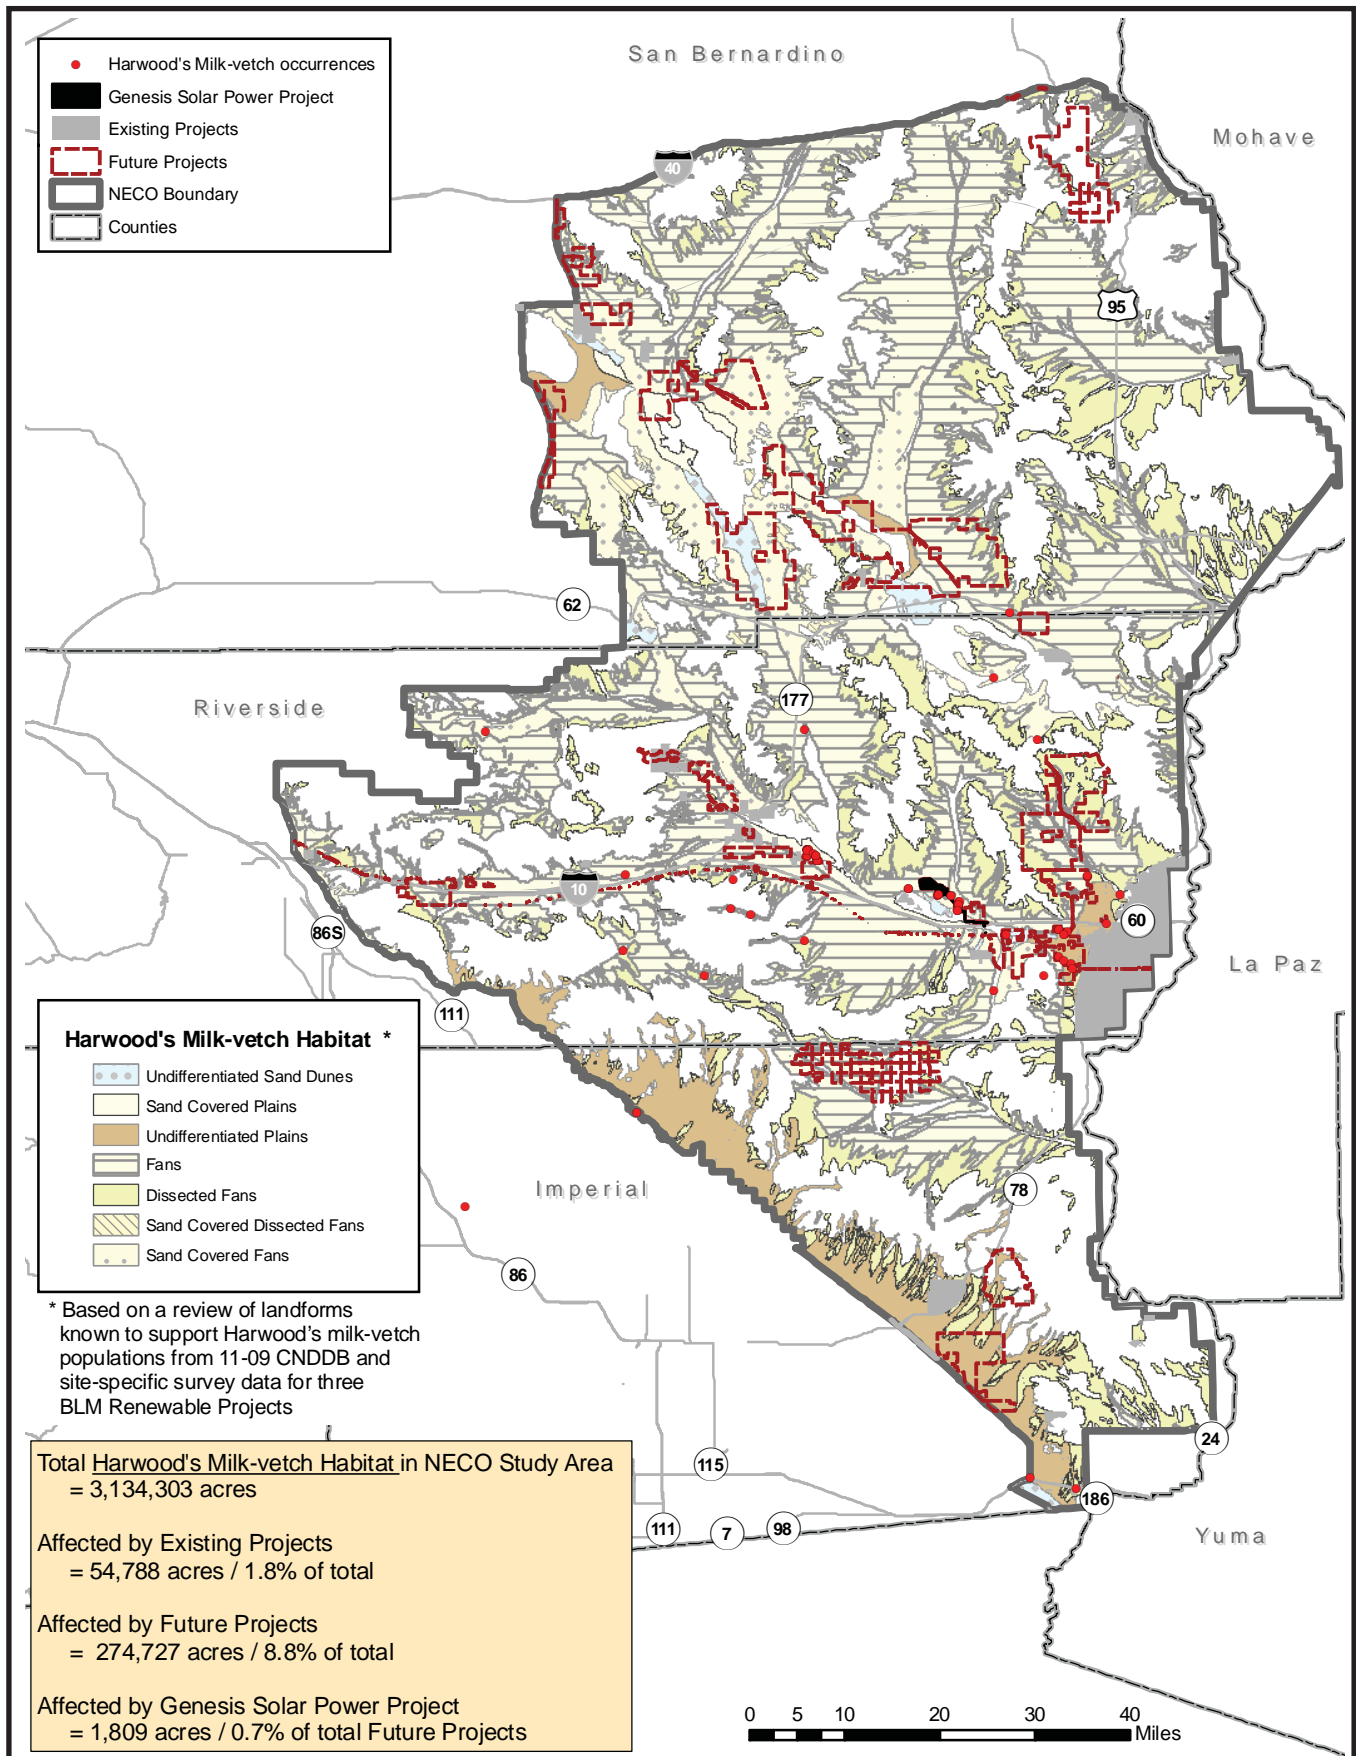 San Bernardino
Harwood's Milk-vetch occurrences
Genesis Solar Power Project
Existing Projects
Future Projects
NECO Boundary
Counties
Mohave
40
95
62
Riverside
177
10
60
86S
La Paz
111
Harwood's Milk-vetch Habitat *
Undifferentiated Sand Dunes
Sand Covered Plains
Undifferentiated Plains
Fans
Dissected Fans
Sand Covered Dissected Fans
Sand Covered Fans
Imperial
78
86
* Based on a review of landforms
known to support Harwood's milk-vetch
populations from 11-09 CNDDB and
site-specific survey data for three
BLM Renewable Projects
24
115
186
111
7
98
Yuma
Total Harwood's Milk-vetch Habitat in NECO Study Area
= 3,134,303 acres
Affected by Existing Projects
= 54,788 acres / 1.8% of total
Affected by Future Projects
= 274,727 acres / 8.8% of total
Affected by Genesis Solar Power Project
= 1,809 acres / 0.7% of total Future Projects
0 5 10 20 30 40
Miles